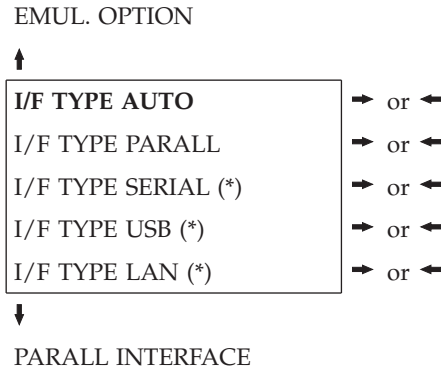 EMUL. OPTION
I/F TYPE AUTO → or ←
I/F TYPE PARALL → or ←
I/F TYPE SERIAL (*) → or ←
I/F TYPE USB (*) → or ←
I/F TYPE LAN (*) → or ←
PARALL INTERFACE